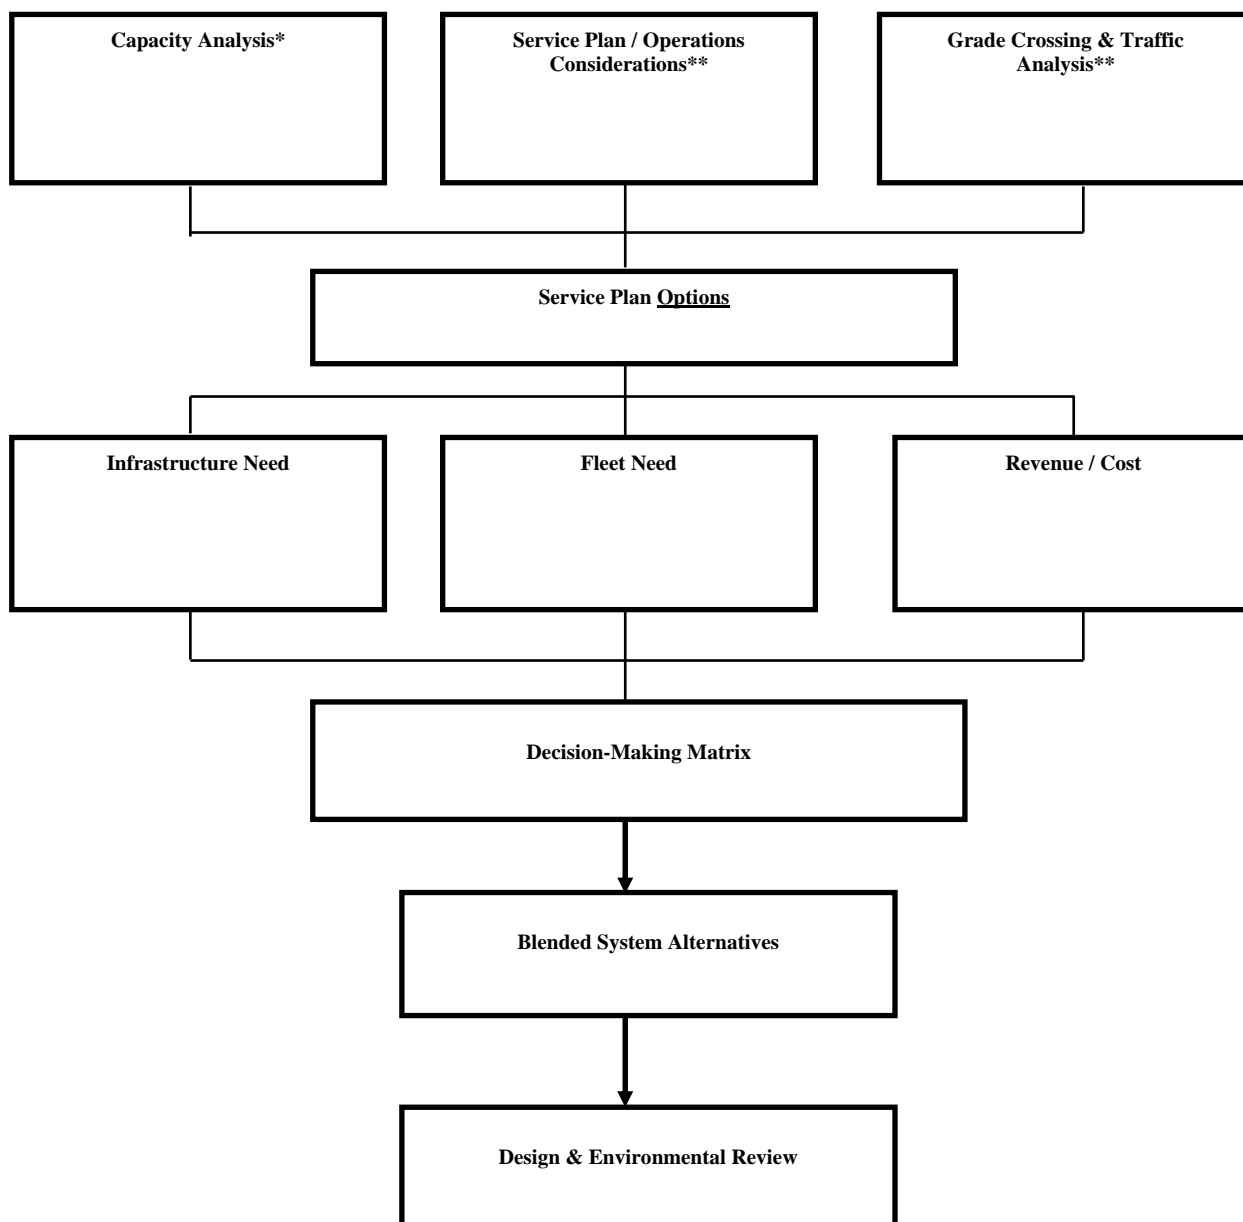 Capacity Analysis*
Service Plan / Operations
Considerations**
Grade Crossing & Traffic
Analysis**
Service Plan Options
Infrastructure Need
Fleet Need
Revenue / Cost
Decision-Making Matrix
Blended System Alternatives
Design & Environmental Review